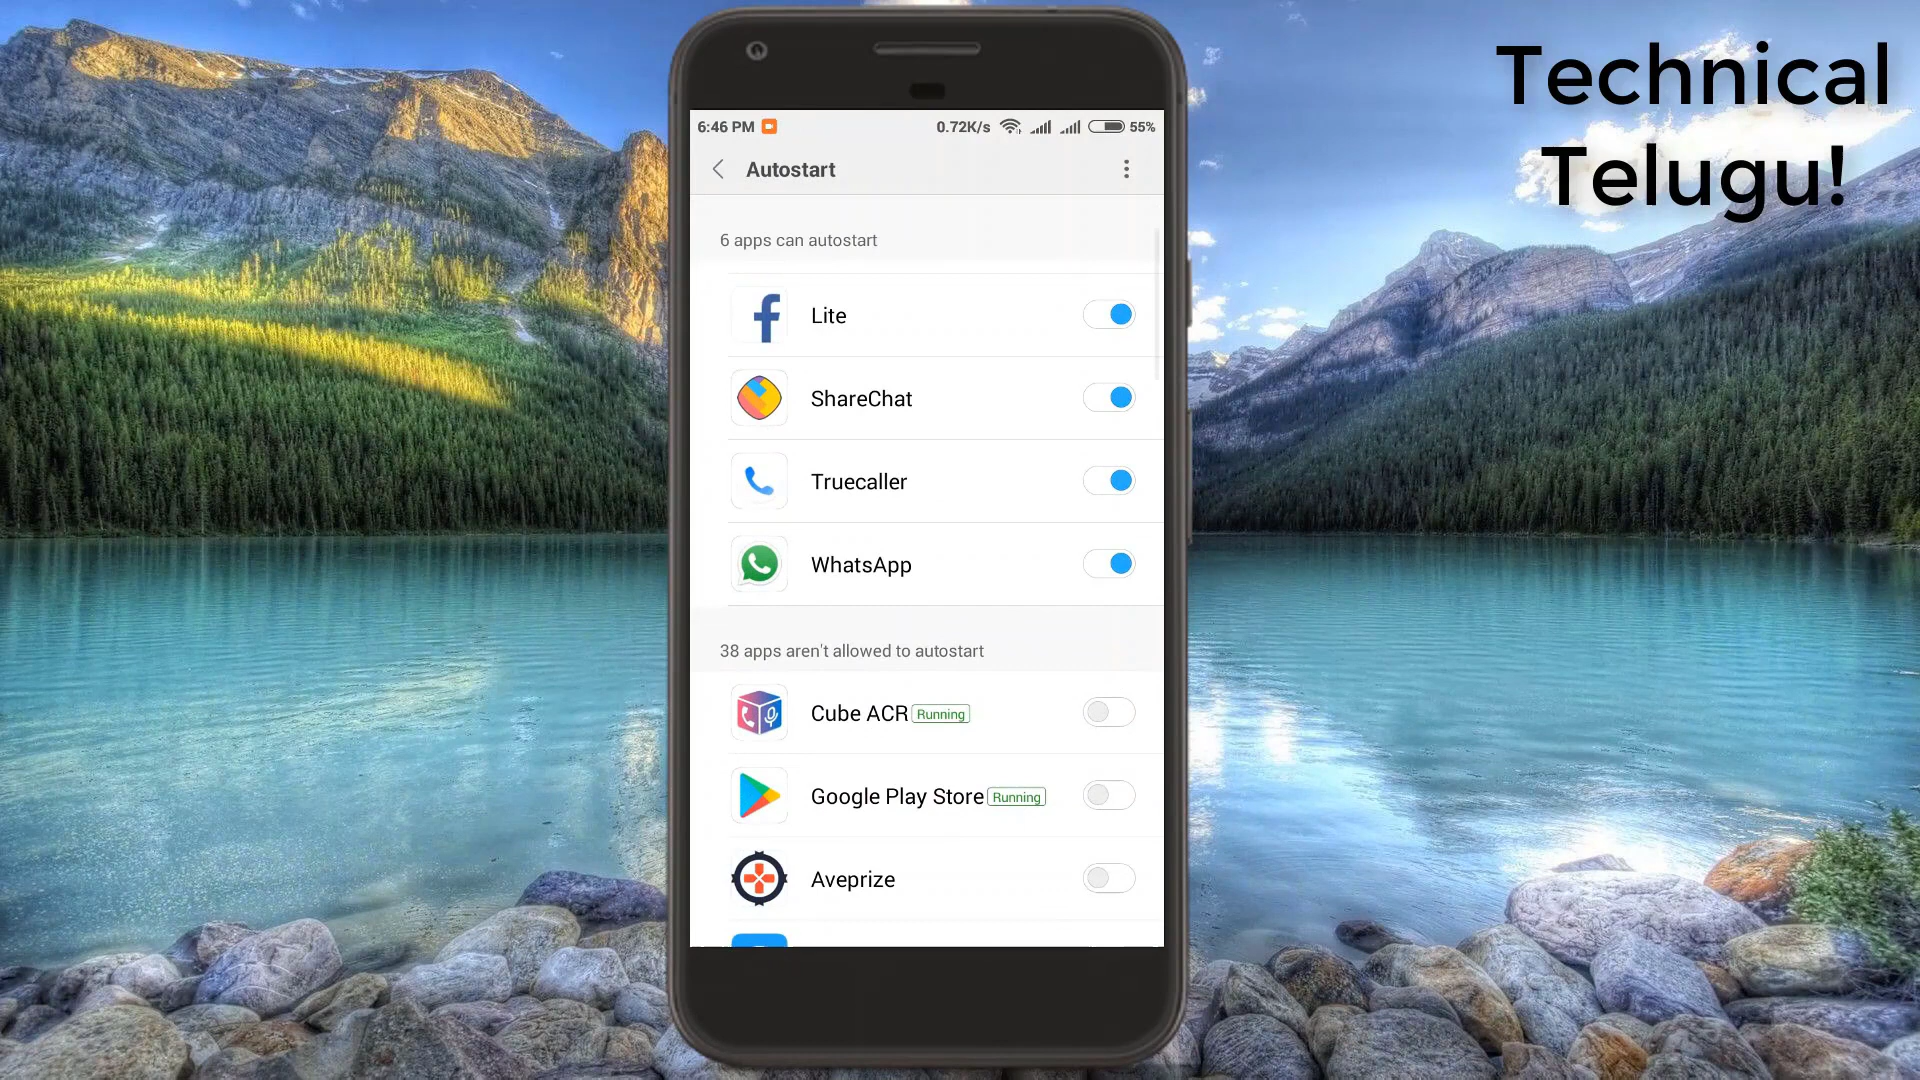 Technical
Telugu!
6:46 PM 0.72K/s 55%
Autostart
6 apps can autostart
Lite
ShareChat
Truecaller
WhatsApp
38 apps aren't allowed to autostart
Cube ACR Running
Google Play Store Running
Aveprize